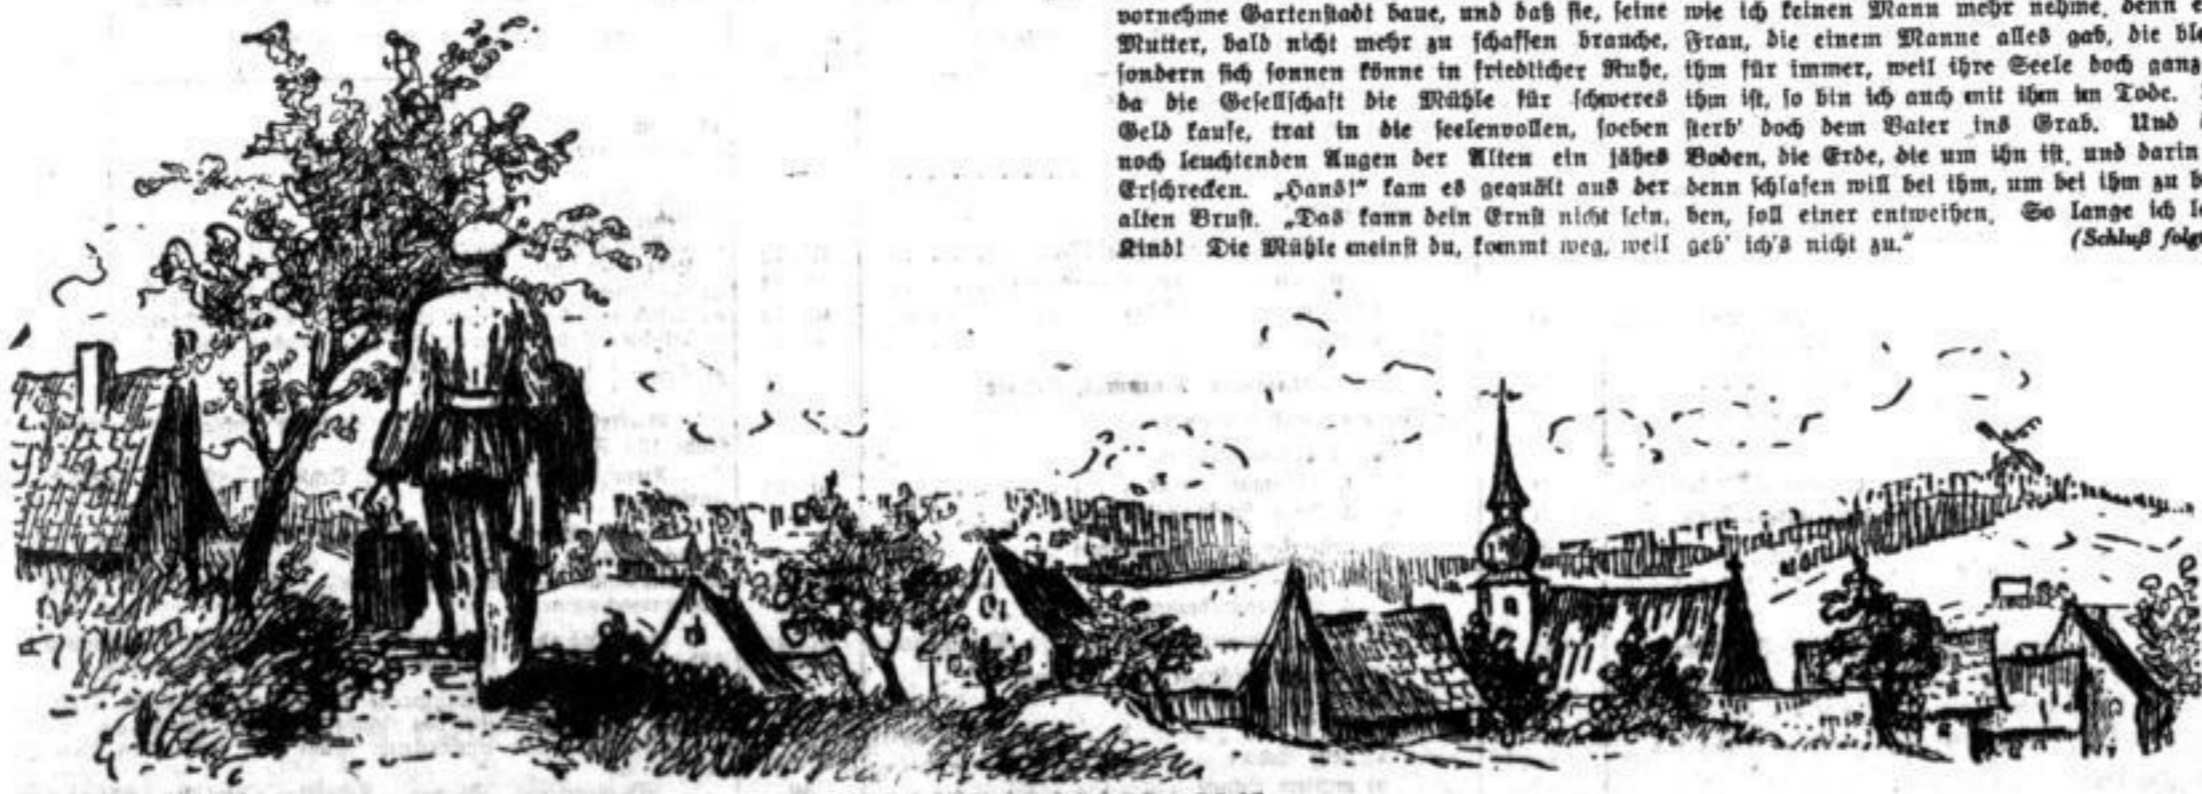 vornehme Gartenstadt baue, und daß sie, seine
Mutter, bald nicht mehr zu schaffen brauche,
sondern sich sonnen könne in friedlicher Ruhe,
da die Gesellschaft die Mühle für schweres
Geld kaufe, trat in die seelenvollen, soeben
noch leuchtenden Augen der Alten ein jähes
Erschrecken. „Hans!“ kam es gequält aus der
alten Brust. „Das kann dein Ernst nicht sein,
Kind! Die Mühle meinst du, kommt weg, weil
wie ich keinen Mann mehr nehme, denn
Frau, die einem Manne alles gab, die
ihm für immer, weil ihre Seele doch ganz
ihm ist, so bin ich auch mit ihm im Tode.
sterb' doch dem Vater ins Grab. Und
Boden, die Erde, die um ihn ist, und darin
denn schlafen will bei ihm, um bei ihm zu
ben, soll einer entweihen. So lange ich
geb' ich's nicht zu.“ (Schluß folgt